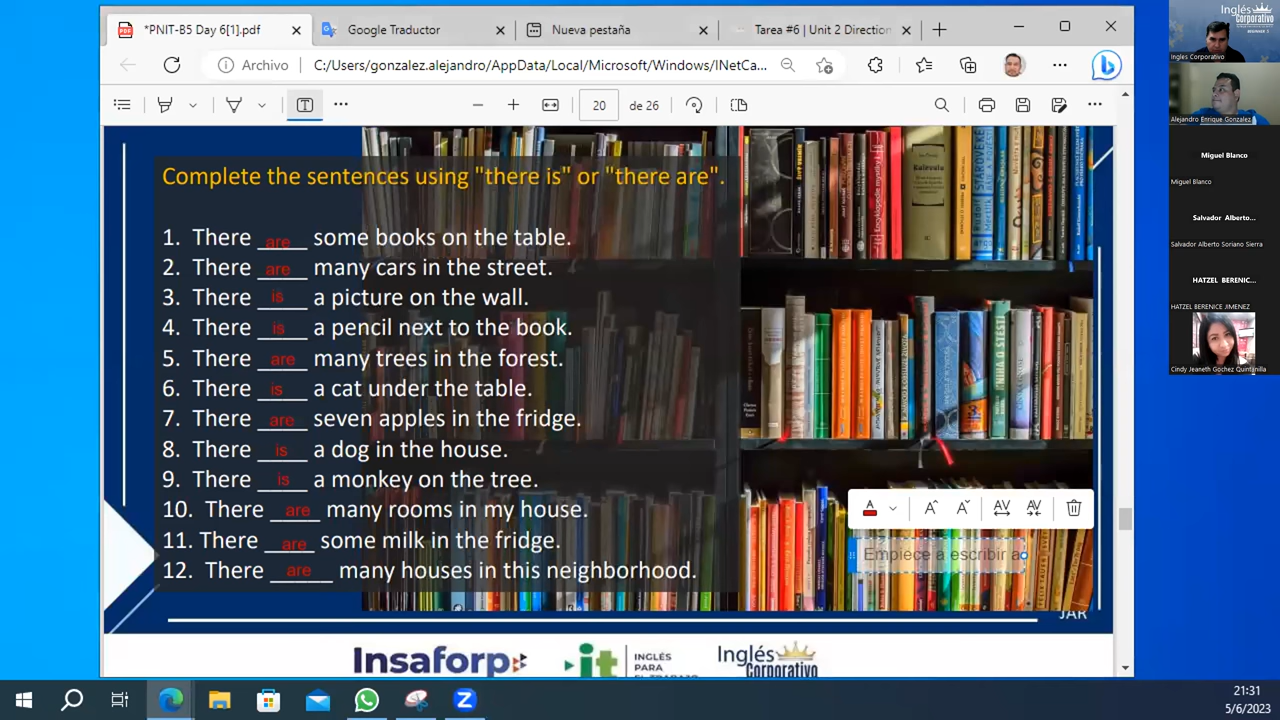 *PNIT-B5 Day 6[1].pdf
Google Traductor
Nueva pestaña
Tarea #6 | Unit 2 Direction
Archivo
C:/Users/gonzalez.alejandr/AppData/Local/Microsoft/Windows/INetCa...
20 de 26
Complete the sentences using "there is" or "there are".
1. There are some books on the table.
2. There are many cars in the street.
3. There is a picture on the wall.
4. There is a pencil next to the book.
5. There are many trees in the forest.
6. There is a cat under the table.
7. There are seven apples in the fridge.
8. There is a dog in the house.
9. There is a monkey on the tree.
10. There are many rooms in my house.
11. There are some milk in the fridge.
12. There are many houses in this neighborhood.
Empiece a escribir a
JAR
Insaforp
it
INGLÉS
PARA
EL TRABAJO
Inglés
Corporativo
Inglés
Corporativo
BEGINNER 2
Ingles Corporativo
Alejandro Enrique Gonzalez
Miguel Blanco
Miguel Blanco
Salvador Alberto...
Salvador Alberto Soriano Sierra
HATZEL BERENIC...
HATZEL BERENICE JIMENEZ
Cindy Jeaneth Gochez Quintanilla
21:31
5/6/2023